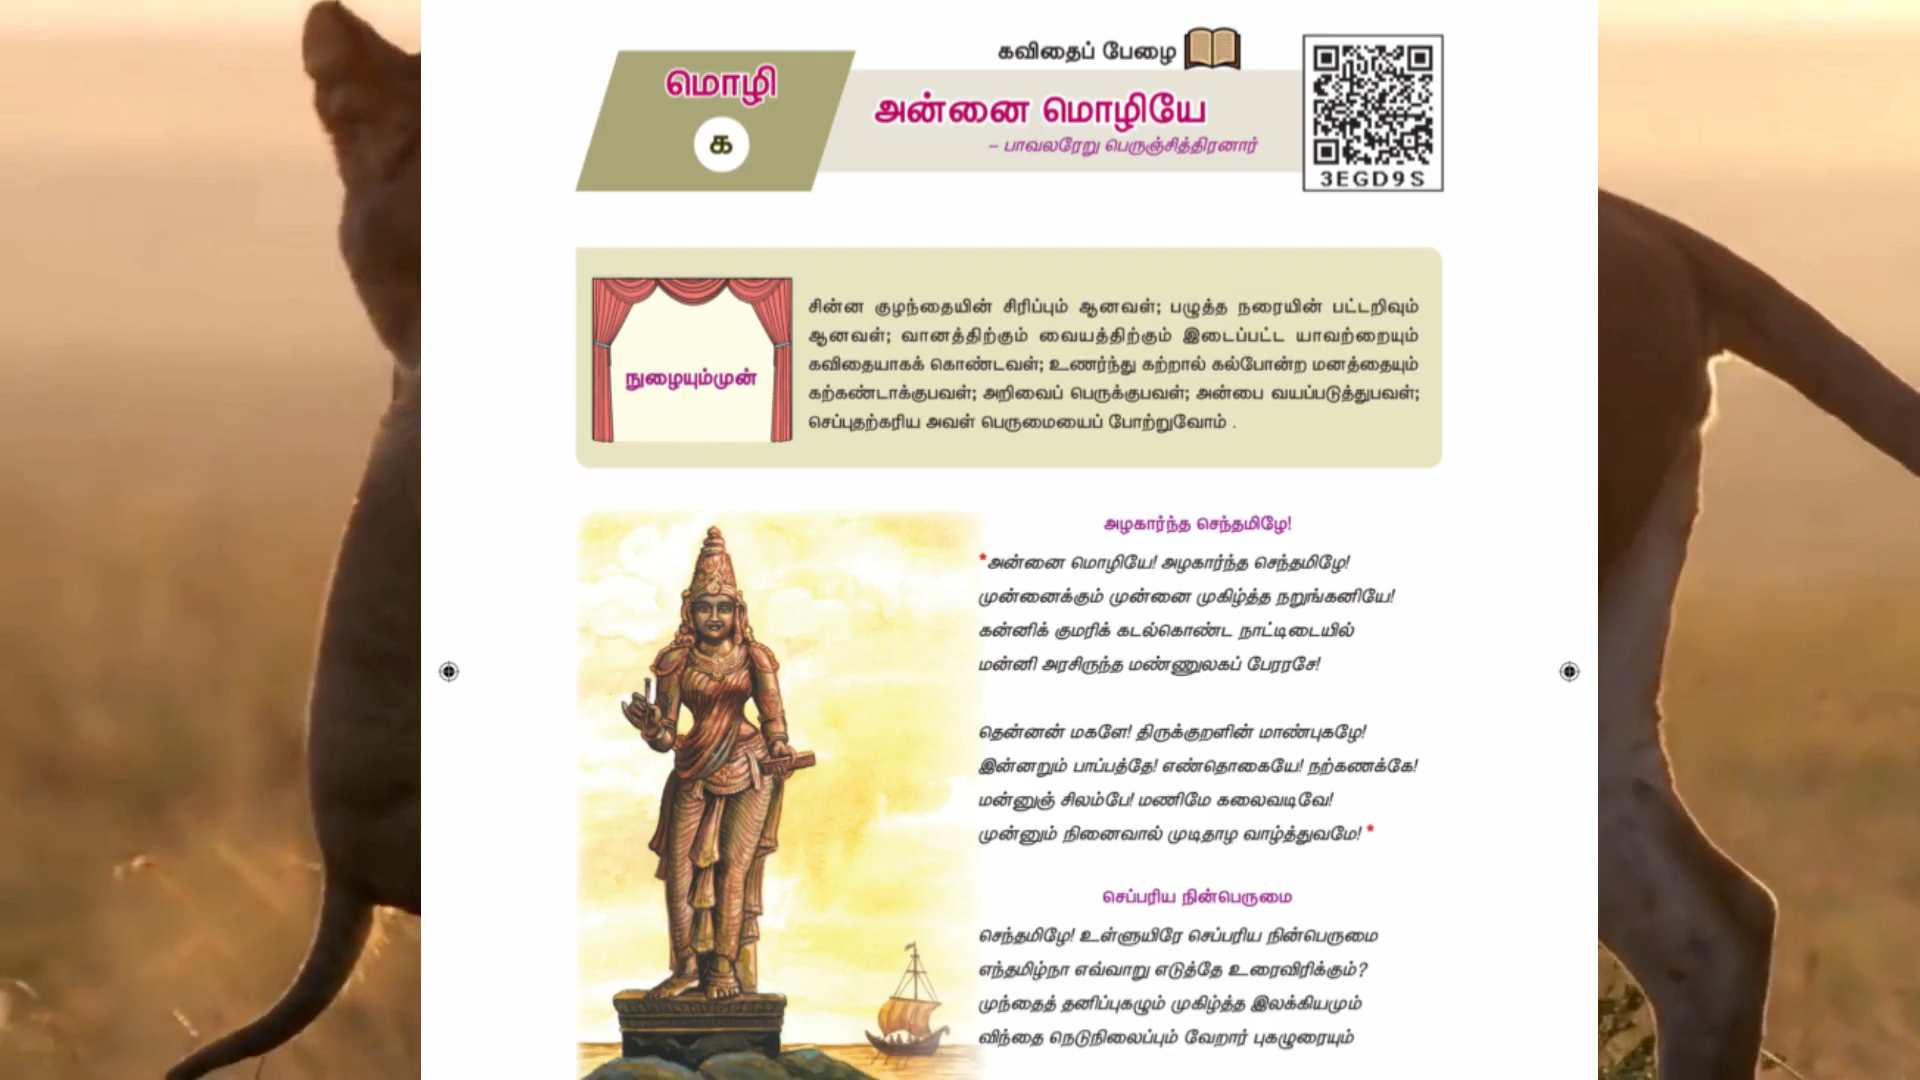 கவிதைப் பேழை
மொழி
க
அன்னை மொழியே
– பாவலரேறு பெருஞ்சித்திரனார்
3EGD9S
நுழையும்முன்
சின்ன குழந்தையின் சிரிப்பும் ஆனவள்; பழுத்த நரையின் பட்டறிவும்
ஆனவள்; வானத்திற்கும் வையத்திற்கும் இடைப்பட்ட யாவற்றையும்
கவிதையாகக் கொண்டவள்; உணர்ந்து கற்றால் கல்போன்ற மனத்தையும்
கற்கண்டாக்குபவள்; அறிவைப் பெருக்குபவள்; அன்பை வயப்படுத்துபவள்;
செப்புதற்கரிய அவள் பெருமையைப் போற்றுவோம் .
அழகார்ந்த செந்தமிழே!
*அன்னை மொழியே! அழகார்ந்த செந்தமிழே!
முன்னைக்கும் முன்னை முகிழ்த்த நறுங்கனியே!
கன்னிக் குமரிக் கடல்கொண்ட நாட்டிடையில்
மன்னி அரசிருந்த மண்ணுலகப் பேரரசே!
தென்னன் மகளே! திருக்குறளின் மாண்புகழே!
இன்னறும் பாப்பத்தே! எண்தொகையே! நற்கணக்கே!
மன்னுஞ் சிலம்பே! மணிமே கலைவடிவே!
முன்னும் நினைவால் முடிதாழ வாழ்த்துவமே! *
செப்பரிய நின்பெருமை
செந்தமிழே! உள்ளுயிரே செப்பரிய நின்பெருமை
எந்தமிழ்நா எவ்வாறு எடுத்தே உரைவிரிக்கும்?
முந்தைத் தனிப்புகழும் முகிழ்த்த இலக்கியமும்
விந்தை நெடுநிலைப்பும் வேறார் புகழுரையும்